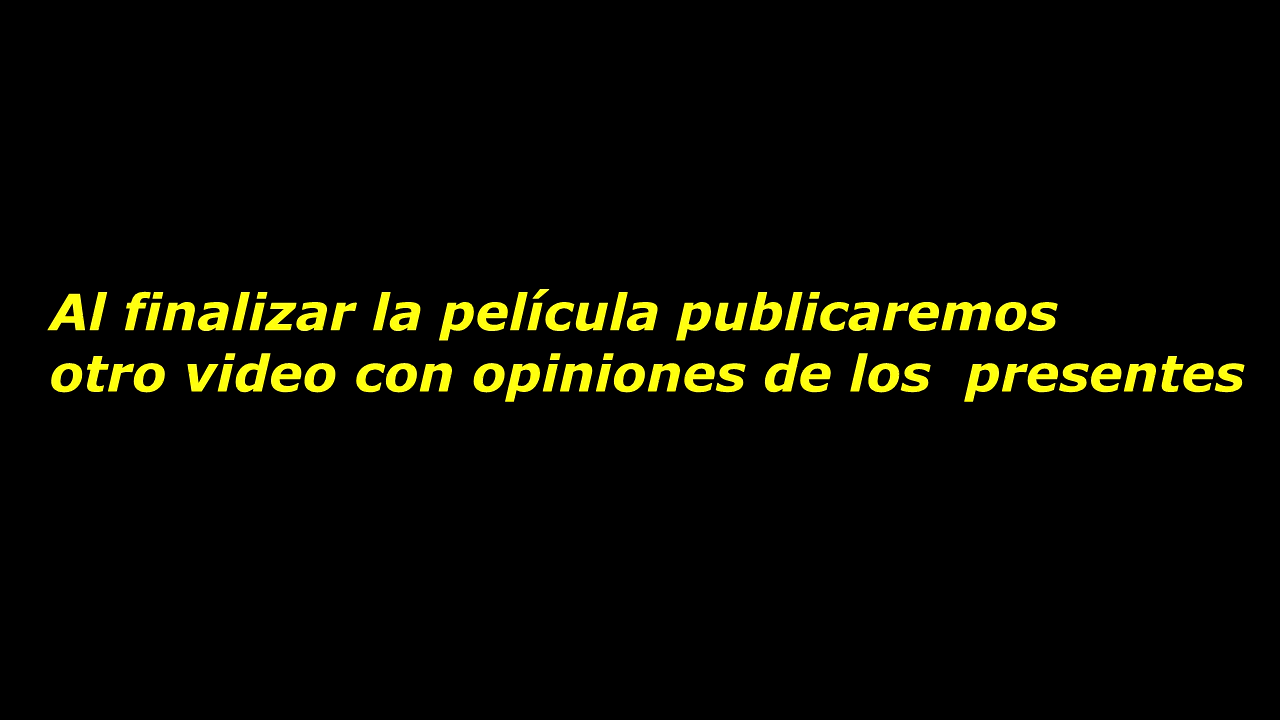 Al finalizar la película publicaremos
otro video con opiniones de los  presentes